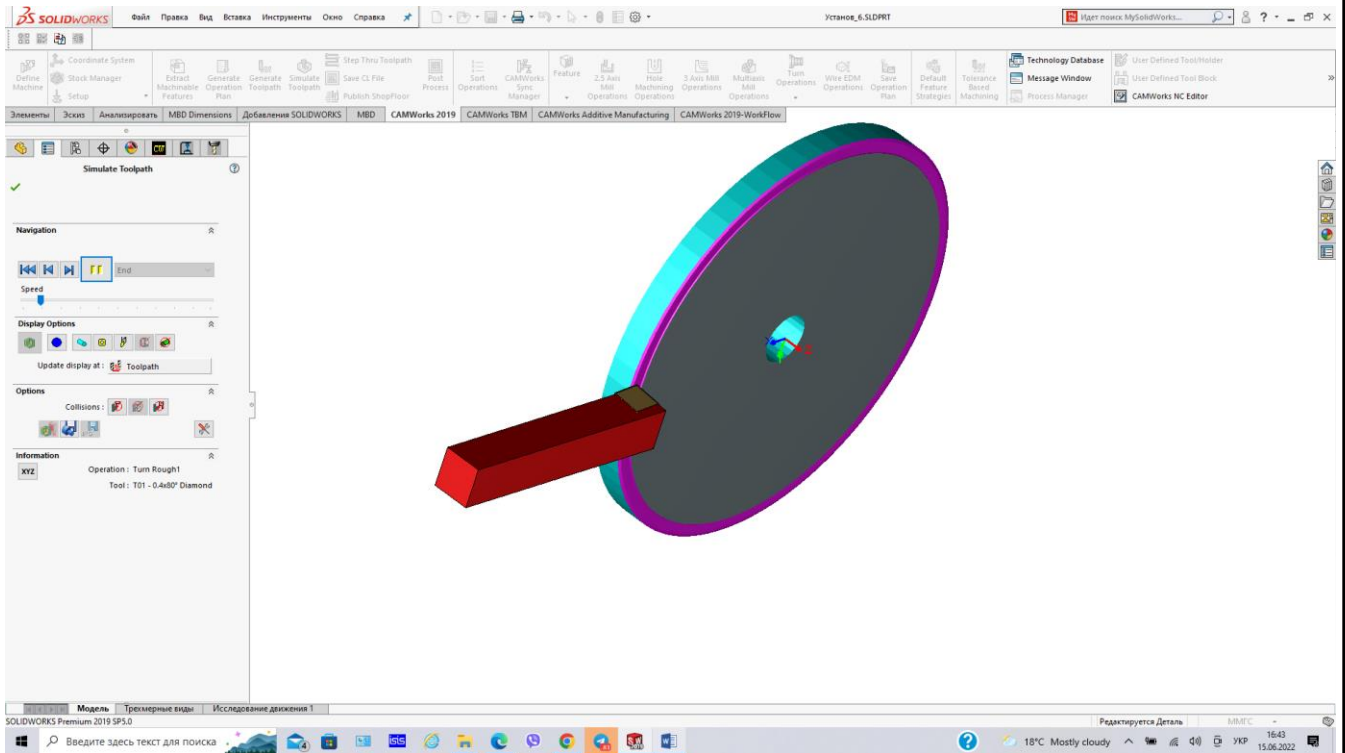 SOLIDWORKS Файл Правка Вид Вставка Инструменты Окно Справка Установ_6.SLDPRT Идет поиск MySolidWorks...
Define Machine
Coordinate System
Stock Manager
Setup
Extract Machinable Features
Generate Operation Plan
Generate Toolpath
Simulate Toolpath
Step Thru Toolpath
Save CL File
Publish ShopFloor
Post Process
Sort Operations
CAMWorks Sync Manager
Feature
2.5 Axis Mill Operations
Hole Machining Operations
3 Axis Mill Operations
Multiaxis Mill Operations
Turn Operations
Wire EDM Operations
Save Operation Plan
Default Feature Strategies
Tolerance Based Machining
Technology Database
Message Window
Process Manager
User Defined Tool/Holder
User Defined Tool Block
CAMWorks NC Editor
Элементы Эскиз Анализировать MBD Dimensions Добавления SOLIDWORKS MBD CAMWorks 2019 CAMWorks TBM CAMWorks Additive Manufacturing CAMWorks 2019-WorkFlow
Simulate Toolpath
Navigation
End
Speed
Display Options
Update display at : Toolpath
Options
Collisions :
Information
XYZ
Operation : Turn Rough1
Tool : T01 - 0.4x80° Diamond
Модель Трехмерные виды Исследование движения 1
SOLIDWORKS Premium 2019 SP5.0 Редактируется Деталь ММГС -
Введите здесь текст для поиска 18°C Mostly cloudy УКР 16:43
15.06.2022